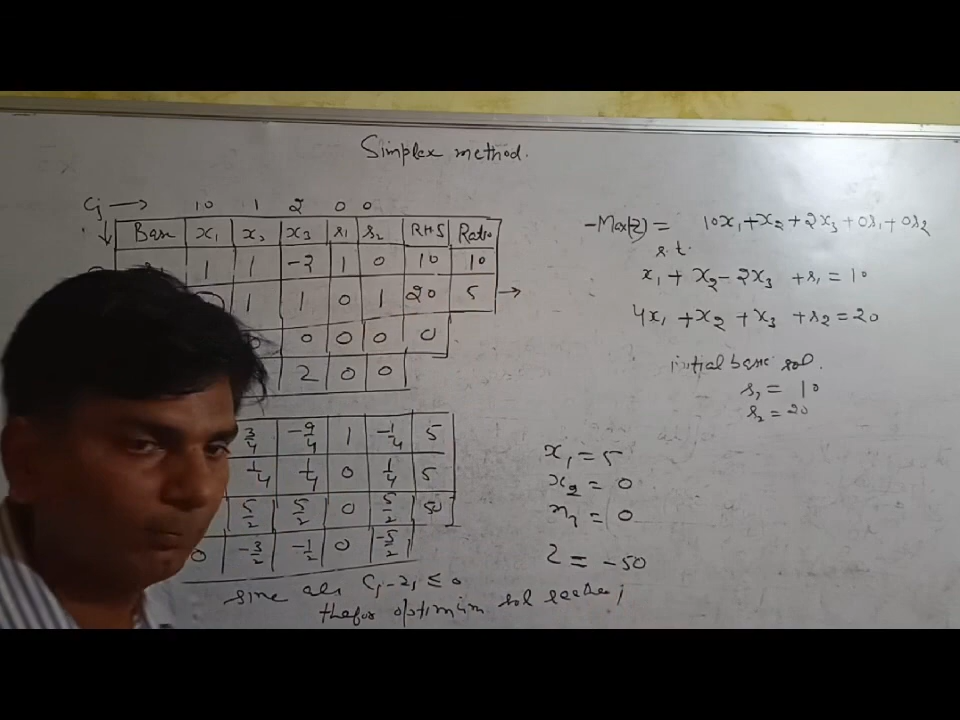 Simplex method.
Cj → 10 1 2 0 0
Base x₁ x₂ x₃ s₁ s₂ RHS Ratio
1 1 -2 1 0 10 10
1 1 0 1 20 5 →
0 0 0 0 0
2 0 0
3/4 -9/4 1 -1/4 5
1/4 1/4 0 1/4 5
5/2 5/2 0 5/2 50
0 -3/2 -1/2 0 -5/2
sine all Cj-Zj ≤ 0
optimum sol
-Max(Z) = 10x₁+x₂+2x₃+0s₁+0s₂
s.t.
x₁ + x₂ - 2x₃ + s₁ = 10
4x₁ + x₂ + x₃ + s₂ = 20
initial basic sol.
s₁ = 10
s₂ = 20
x₁ = 5
x₂ = 0
x₃ = 0
Z = -50